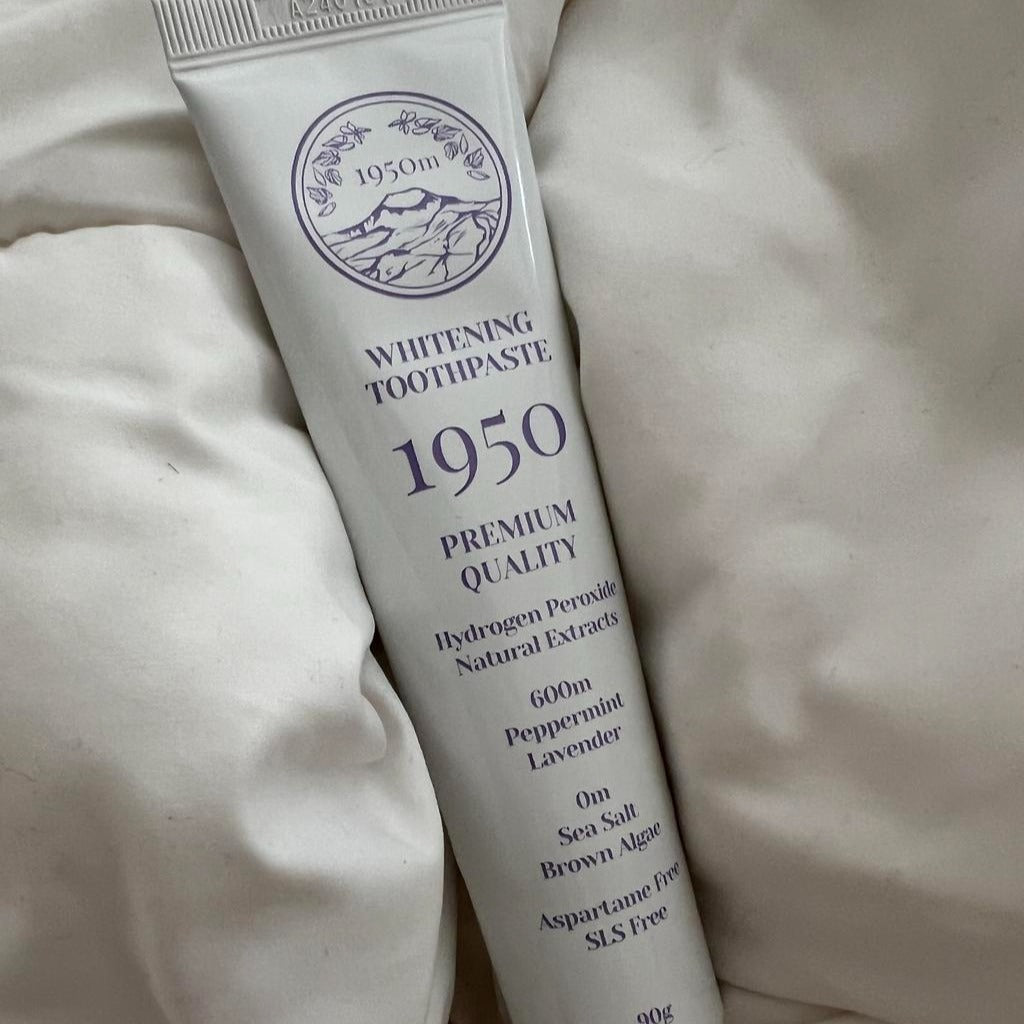 1950m
WHITENING
TOOTHPASTE
1950
PREMIUM
QUALITY
Hydrogen Peroxide
Natural Extracts
600m
Peppermint
Lavender
0m
Sea Salt
Brown Algae
Aspartame Free
SLS Free
90g